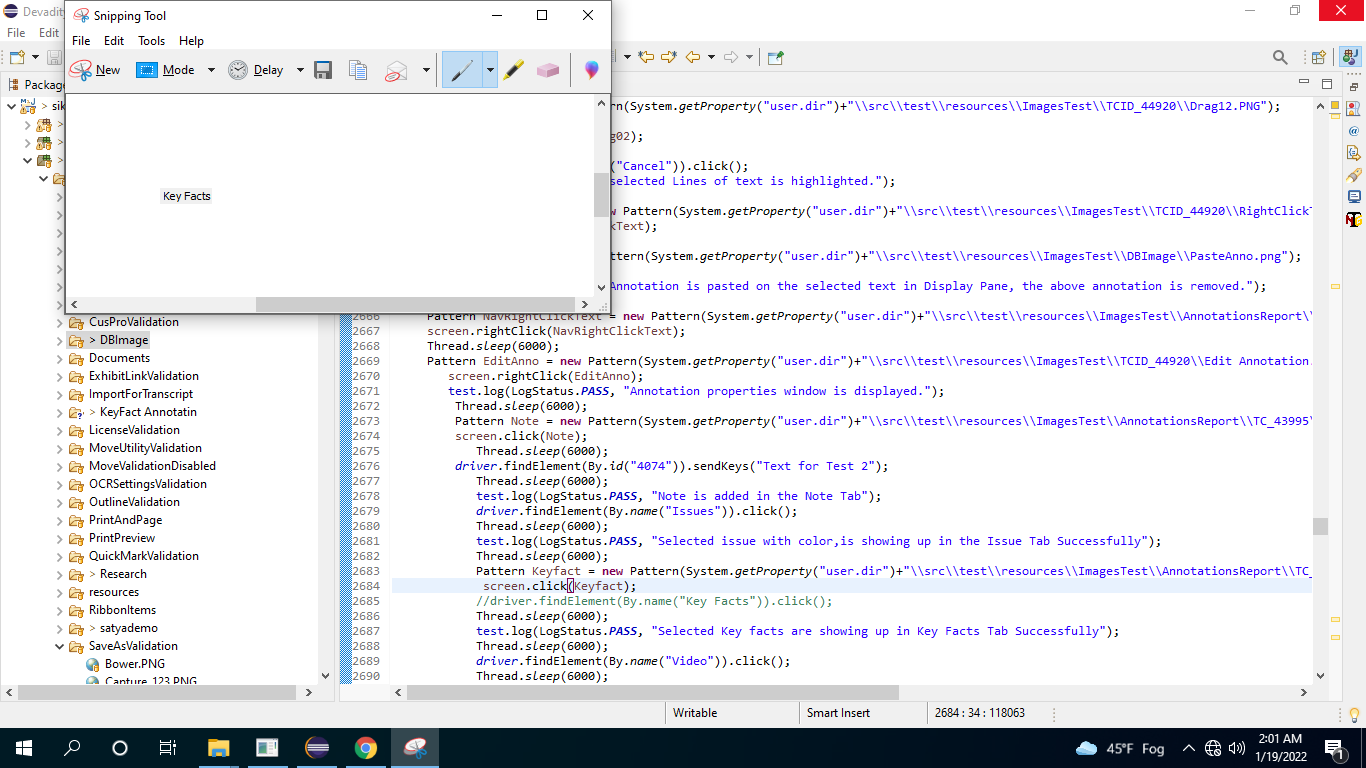 Devadity
Snipping Tool
File Edit
File Edit Tools Help
New Mode Delay
Packag
> sik
>
>
>
Key Facts
CusProValidation
> DBImage
Documents
ExhibitLinkValidation
ImportForTranscript
> KeyFact Annotatin
LicenseValidation
MoveUtilityValidation
MoveValidationDisabled
OCRSettingsValidation
OutlineValidation
PrintAndPage
PrintPreview
QuickMarkValidation
> Research
resources
RibbonItems
> satyademo
SaveAsValidation
Bower.PNG
Capture_123.PNG
rn(System.getProperty("user.dir")+"\\src\\test\\resources\\ImagesTest\\TCID_44920\\Drag12.PNG");
g02);
("Cancel")).click();
selected Lines of text is highlighted.");
w Pattern(System.getProperty("user.dir")+"\\src\\test\\resources\\ImagesTest\\TCID_44920\\RightClickT
kText);
ttern(System.getProperty("user.dir")+"\\src\\test\\resources\\ImagesTest\\DBImage\\PasteAnno.png");
Annotation is pasted on the selected text in Display Pane, the above annotation is removed.");
2666 Pattern NavRightClickText = new Pattern(System.getProperty("user.dir")+"\\src\\test\\resources\\ImagesTest\\AnnotationsReport\\
2667 screen.rightClick(NavRightClickText);
2668 Thread.sleep(6000);
2669 Pattern EditAnno = new Pattern(System.getProperty("user.dir")+"\\src\\test\\resources\\ImagesTest\\TCID_44920\\Edit Annotation.
2670 screen.rightClick(EditAnno);
2671 test.log(LogStatus.PASS, "Annotation properties window is displayed.");
2672 Thread.sleep(6000);
2673 Pattern Note = new Pattern(System.getProperty("user.dir")+"\\src\\test\\resources\\ImagesTest\\AnnotationsReport\\TC_43995\
2674 screen.click(Note);
2675 Thread.sleep(6000);
2676 driver.findElement(By.id("4074")).sendKeys("Text for Test 2");
2677 Thread.sleep(6000);
2678 test.log(LogStatus.PASS, "Note is added in the Note Tab");
2679 driver.findElement(By.name("Issues")).click();
2680 Thread.sleep(6000);
2681 test.log(LogStatus.PASS, "Selected issue with color,is showing up in the Issue Tab Successfully");
2682 Thread.sleep(6000);
2683 Pattern Keyfact = new Pattern(System.getProperty("user.dir")+"\\src\\test\\resources\\ImagesTest\\AnnotationsReport\\TC_
2684 screen.click(Keyfact);
2685 //driver.findElement(By.name("Key Facts")).click();
2686 Thread.sleep(6000);
2687 test.log(LogStatus.PASS, "Selected Key facts are showing up in Key Facts Tab Successfully");
2688 Thread.sleep(6000);
2689 driver.findElement(By.name("Video")).click();
2690 Thread.sleep(6000);
Writable Smart Insert 2684 : 34 : 118063
45°F Fog
2:01 AM
1/19/2022
1